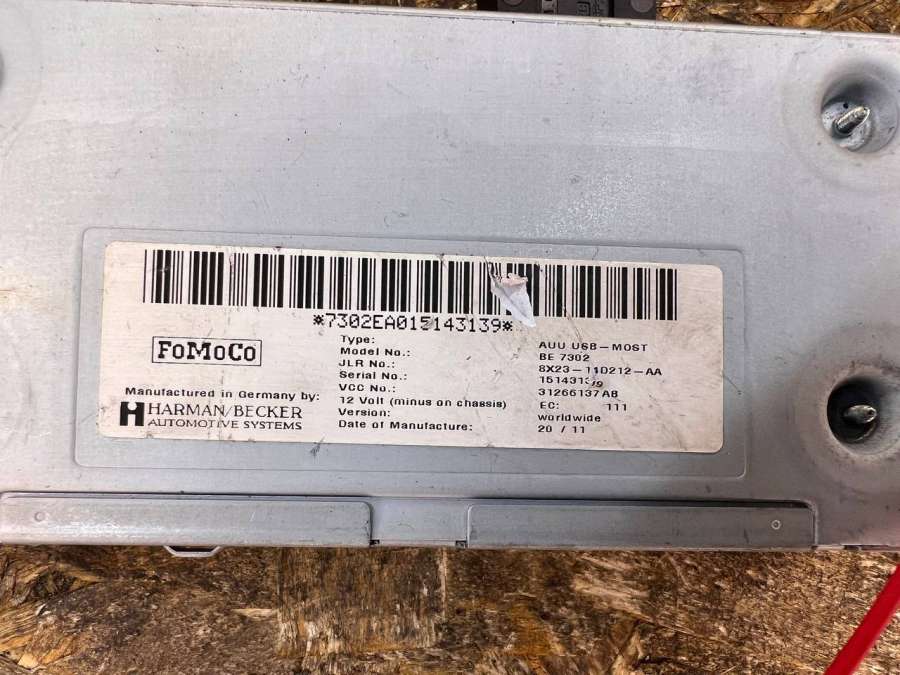 *7302EA015143139*
FoMoCo
Manufactured in Germany by:
HARMAN/BECKER
AUTOMOTIVE SYSTEMS
Type: AUU USB-MOST
Model No.: BE 7302
JLR No.: 8X23-11D212-AA
Serial No.:
VCC No.: 31266137AB
12 Volt (minus on chassis) EC: 111
Version: worldwide
Date of Manufacture: 20 / 11